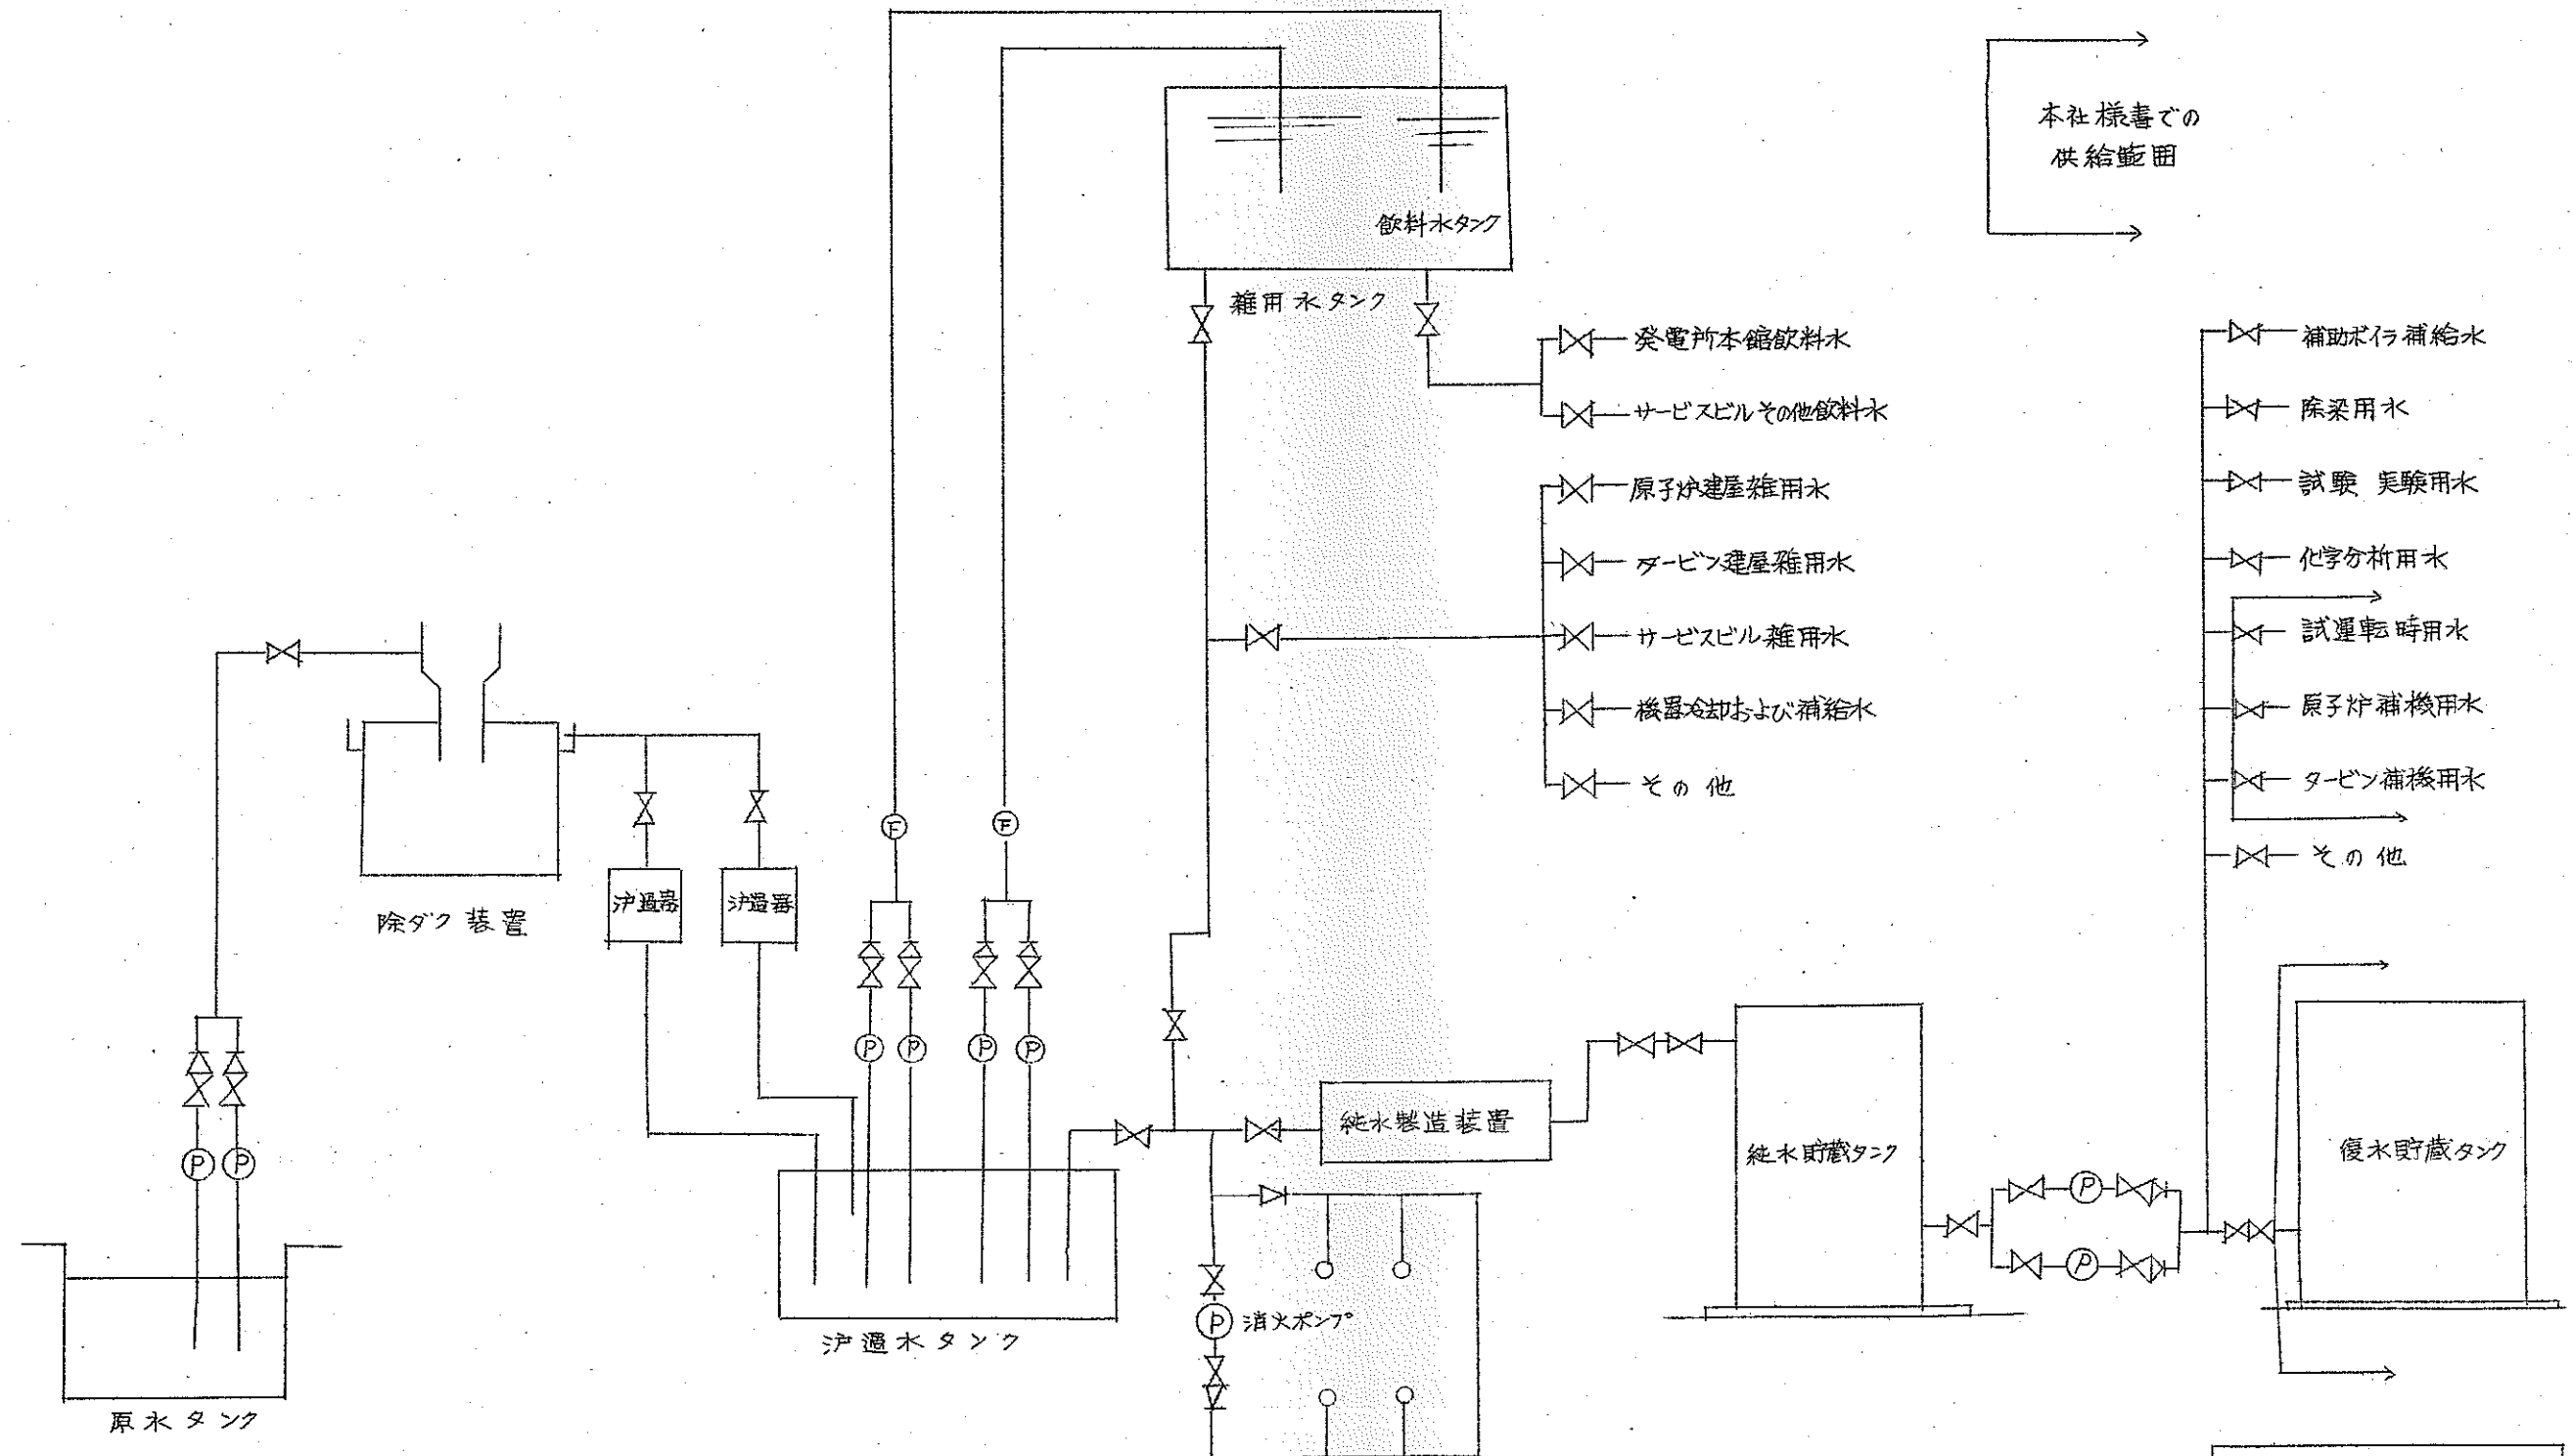 本社様書での
供給範囲
飲料水タンク
雑用水タンク
発電所本館飲料水
サービスビルその他飲料水
原子炉建屋雑用水
タービン建屋雑用水
サービスビル雑用水
機器冷却および補給水
その他
補助ボイラ補給水
除染用水
試験 実験用水
化学分析用水
試運転時用水
原子炉補機用水
タービン補機用水
その他
除ダク装置
沪過器
沪過器
F
F
P
P
P
P
P
P
原水タンク
沪過水タンク
純水製造装置
P
消火ポンプ
純水貯蔵タンク
P
P
復水貯蔵タンク